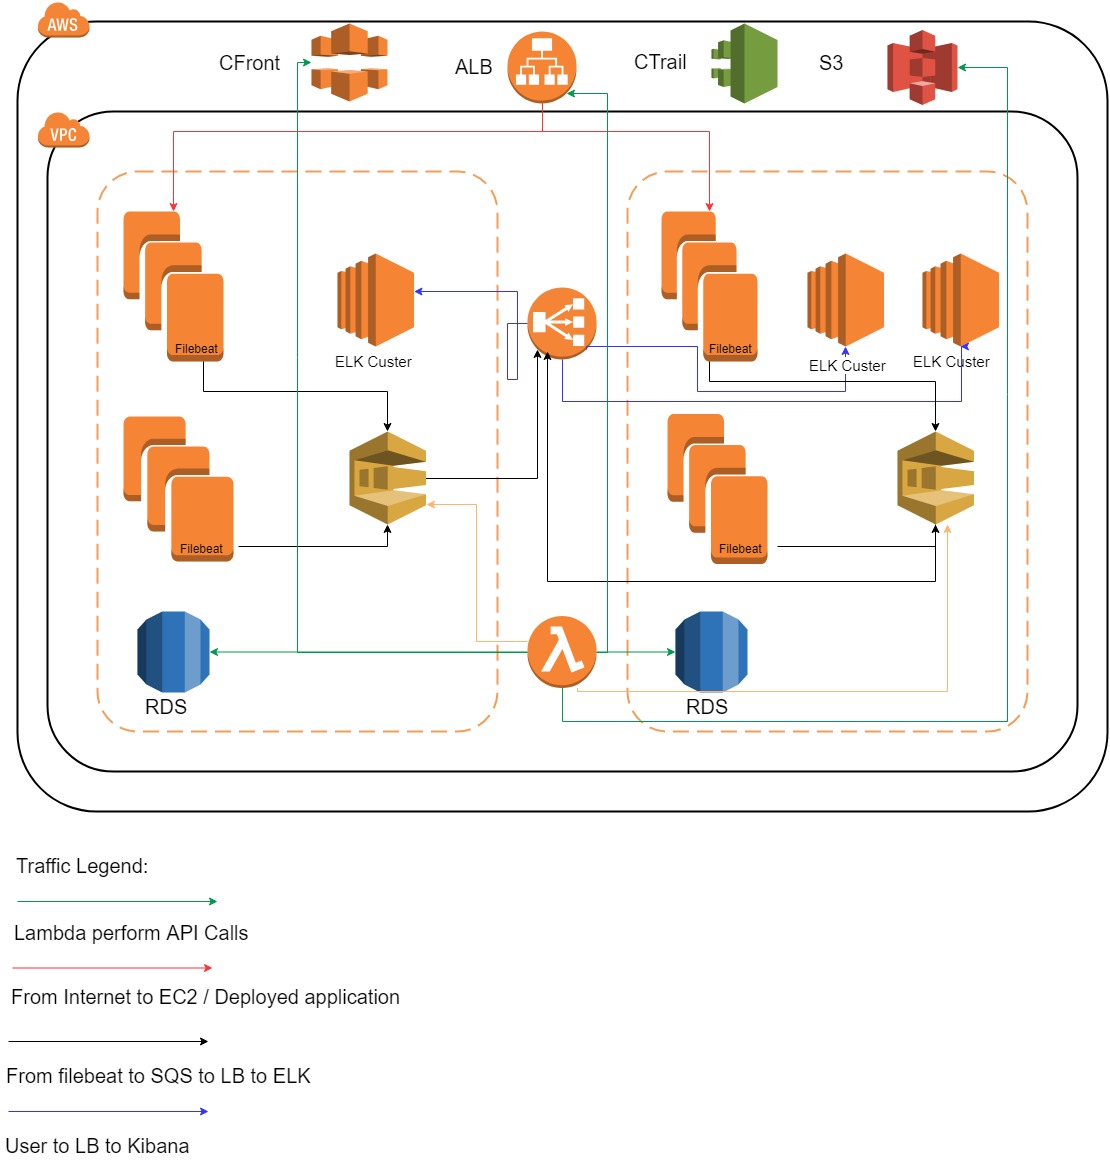 AWS
CFront
ALB
CTrail
S3
VPC
Filebeat
ELK Custer
Filebeat
ELK Custer
ELK Custer
Filebeat
Filebeat
RDS
RDS
Traffic Legend:
Lambda perform API Calls
From Internet to EC2 / Deployed application
From filebeat to SQS to LB to ELK
User to LB to Kibana